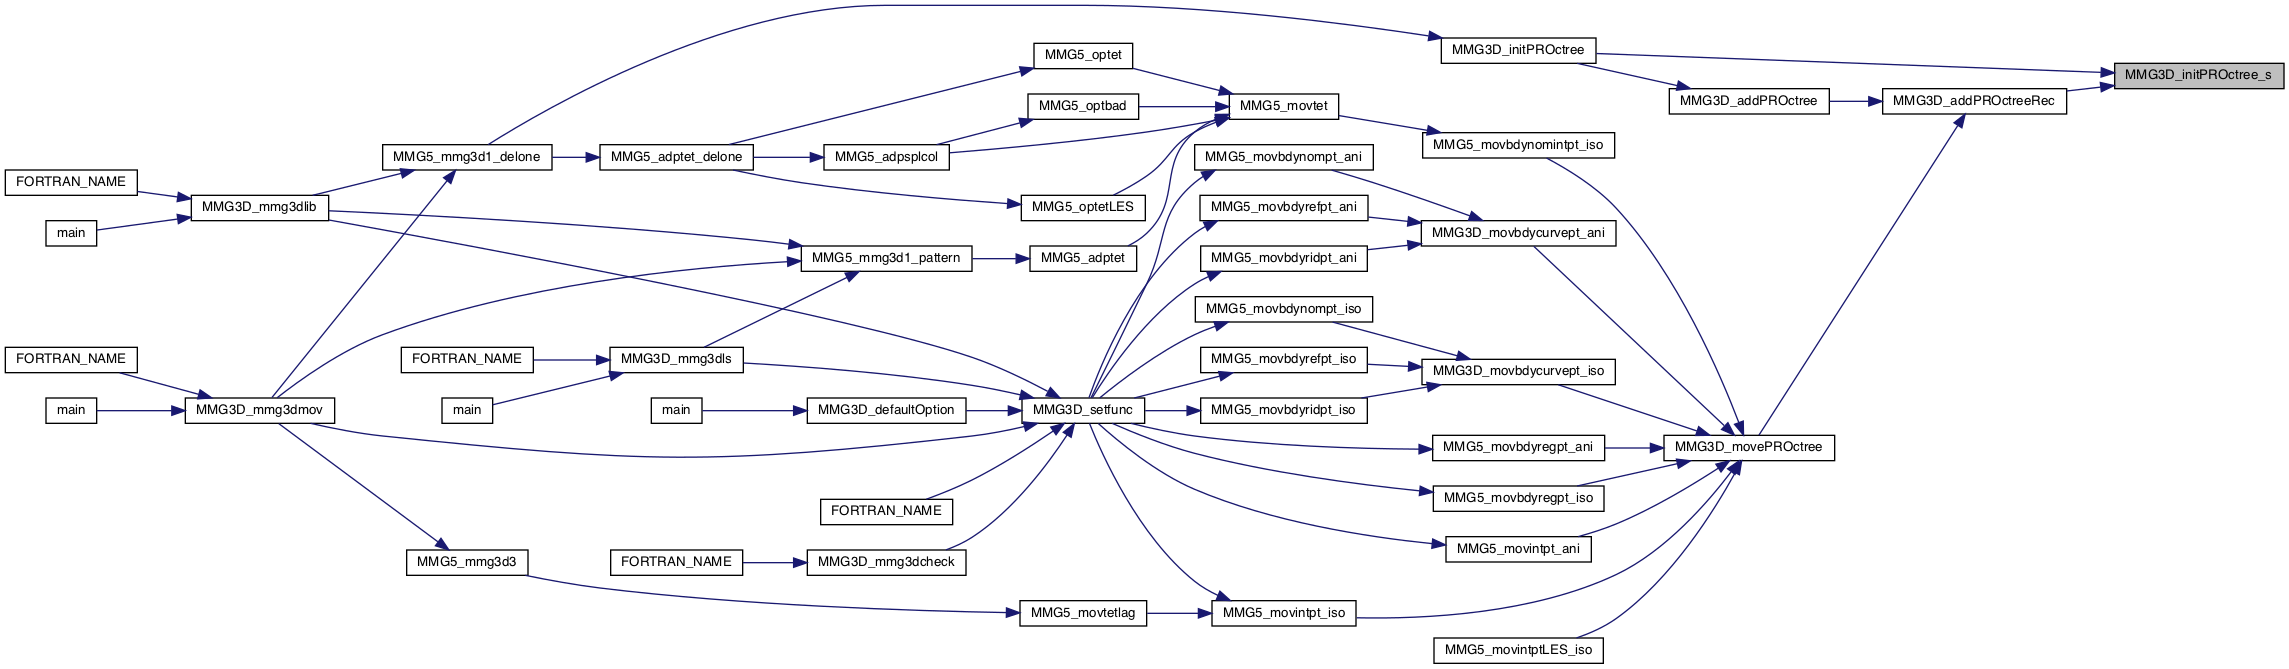 MMG3D_initPROctree
MMG5_optet
MMG3D_initPROctree_s
MMG5_optbad
MMG5_movtet
MMG3D_addPROctree
MMG3D_addPROctreeRec
MMG5_movbdynomintpt_iso
MMG5_mmg3d1_delone
MMG5_adptet_delone
MMG5_adpsplcol
MMG5_movbdynompt_ani
FORTRAN_NAME
MMG3D_mmg3dlib
MMG5_optetLES
MMG5_movbdyrefpt_ani
main
MMG3D_movbdycurvept_ani
MMG5_mmg3d1_pattern
MMG5_adptet
MMG5_movbdyridpt_ani
MMG5_movbdynompt_iso
FORTRAN_NAME
FORTRAN_NAME
MMG3D_mmg3dls
MMG5_movbdyrefpt_iso
MMG3D_movbdycurvept_iso
main
MMG3D_mmg3dmov
main
main
MMG3D_defaultOption
MMG3D_setfunc
MMG5_movbdyridpt_iso
MMG5_movbdyregpt_ani
MMG3D_movePROctree
MMG5_movbdyregpt_iso
FORTRAN_NAME
MMG5_movintpt_ani
MMG5_mmg3d3
FORTRAN_NAME
MMG3D_mmg3dcheck
MMG5_movtetlag
MMG5_movintpt_iso
MMG5_movintptLES_iso